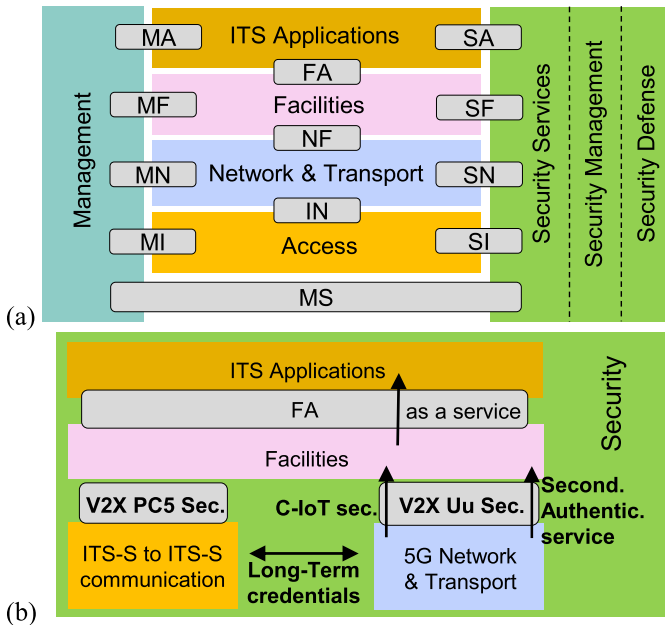 MA
ITS Applications
SA
FA
MF
Facilities
SF
NF
MN
Network & Transport
SN
IN
MI
Access
SI
MS
Management
Security Services
Security Management
Security Defense
(a)
ITS Applications
FA
as a service
Facilities
Security
V2X PC5 Sec.
C-IoT sec.
V2X Uu Sec.
Second.
Authentic.
service
ITS-S to ITS-S
communication
Long-Term
credentials
5G Network
& Transport
(b)